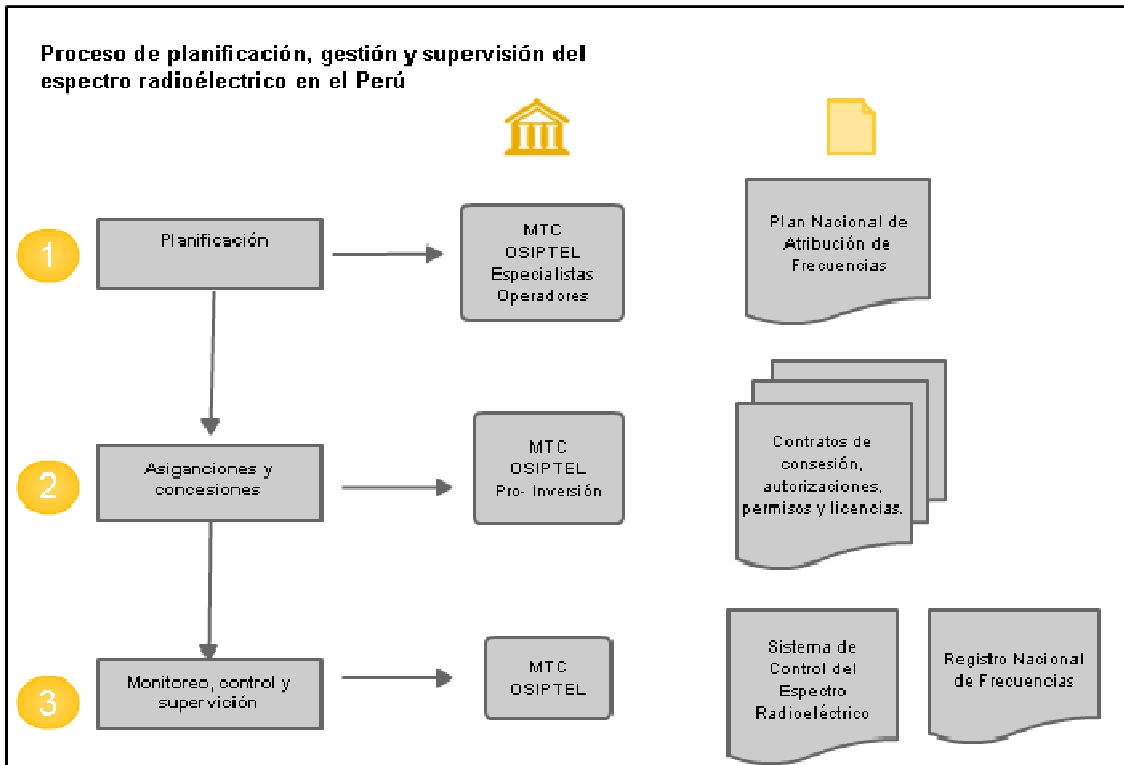 Proceso de planificación, gestión y supervisión del
espectro radioélectrico en el Perú
1
Planificación
MTC
OSIPTEL
Especialistas
Operadores
Plan Nacional de
Atribución de
Frecuencias
2
Asiganciones y
concesiones
MTC
OSIPTEL
Pro- Inversión
Contratos de
consesión,
autorizaciones,
permisos y licencias.
3
Monitoreo, control y
supervición
MTC
OSIPTEL
Sistema de
Control del
Espectro
Radioeléctrico
Registro Nacional
de Frecuencias